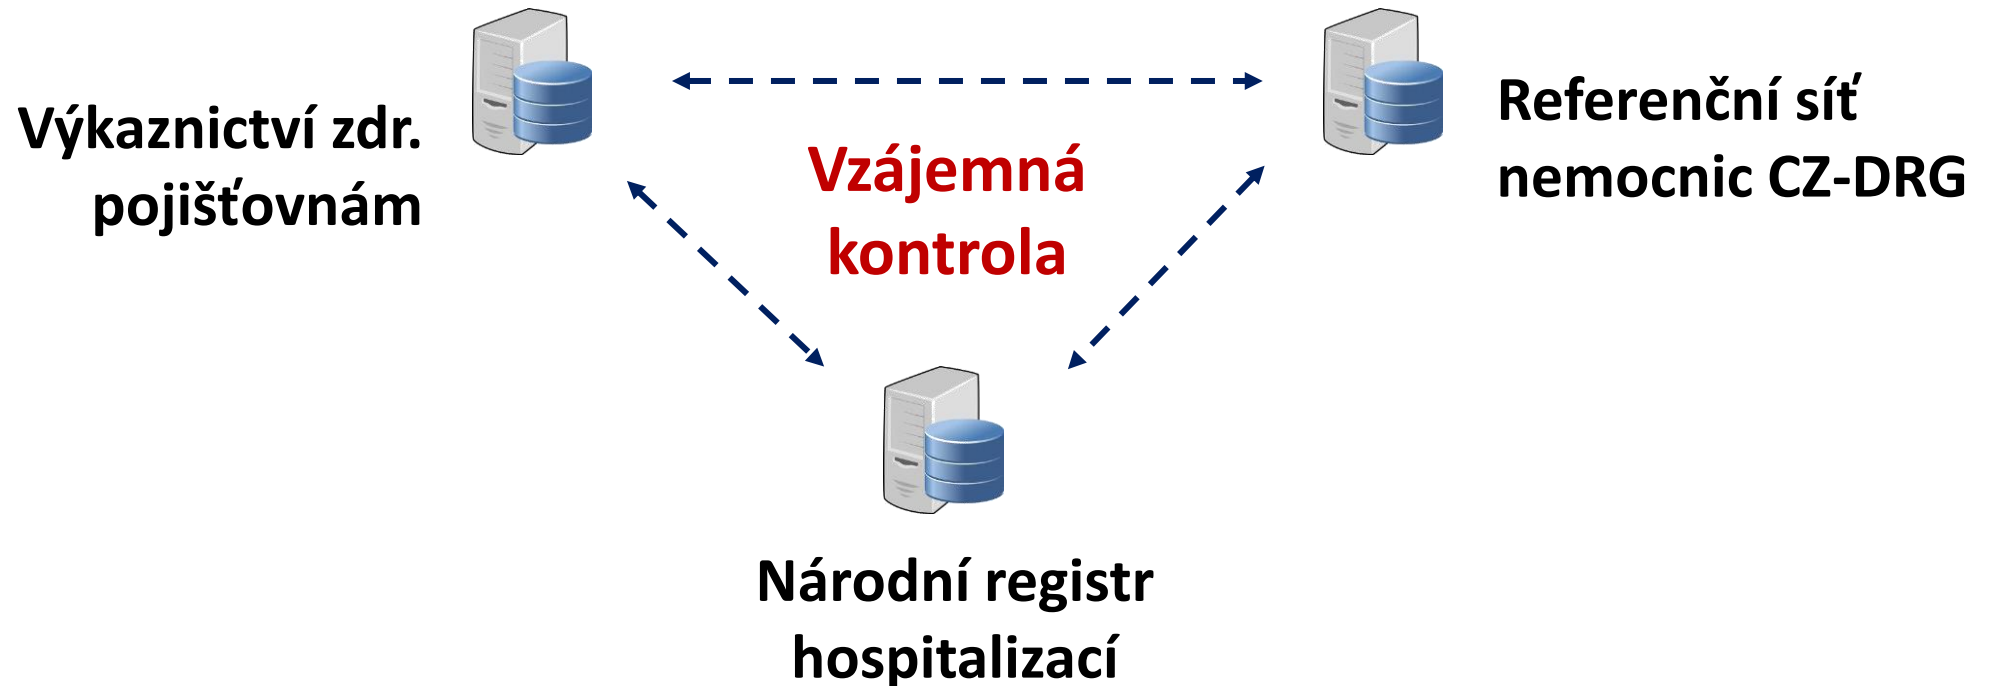 Výkaznictví zdr.
pojišťovnám
Vzájemná
kontrola
Referenční síť
nemocnic CZ-DRG
Národní registr
hospitalizací